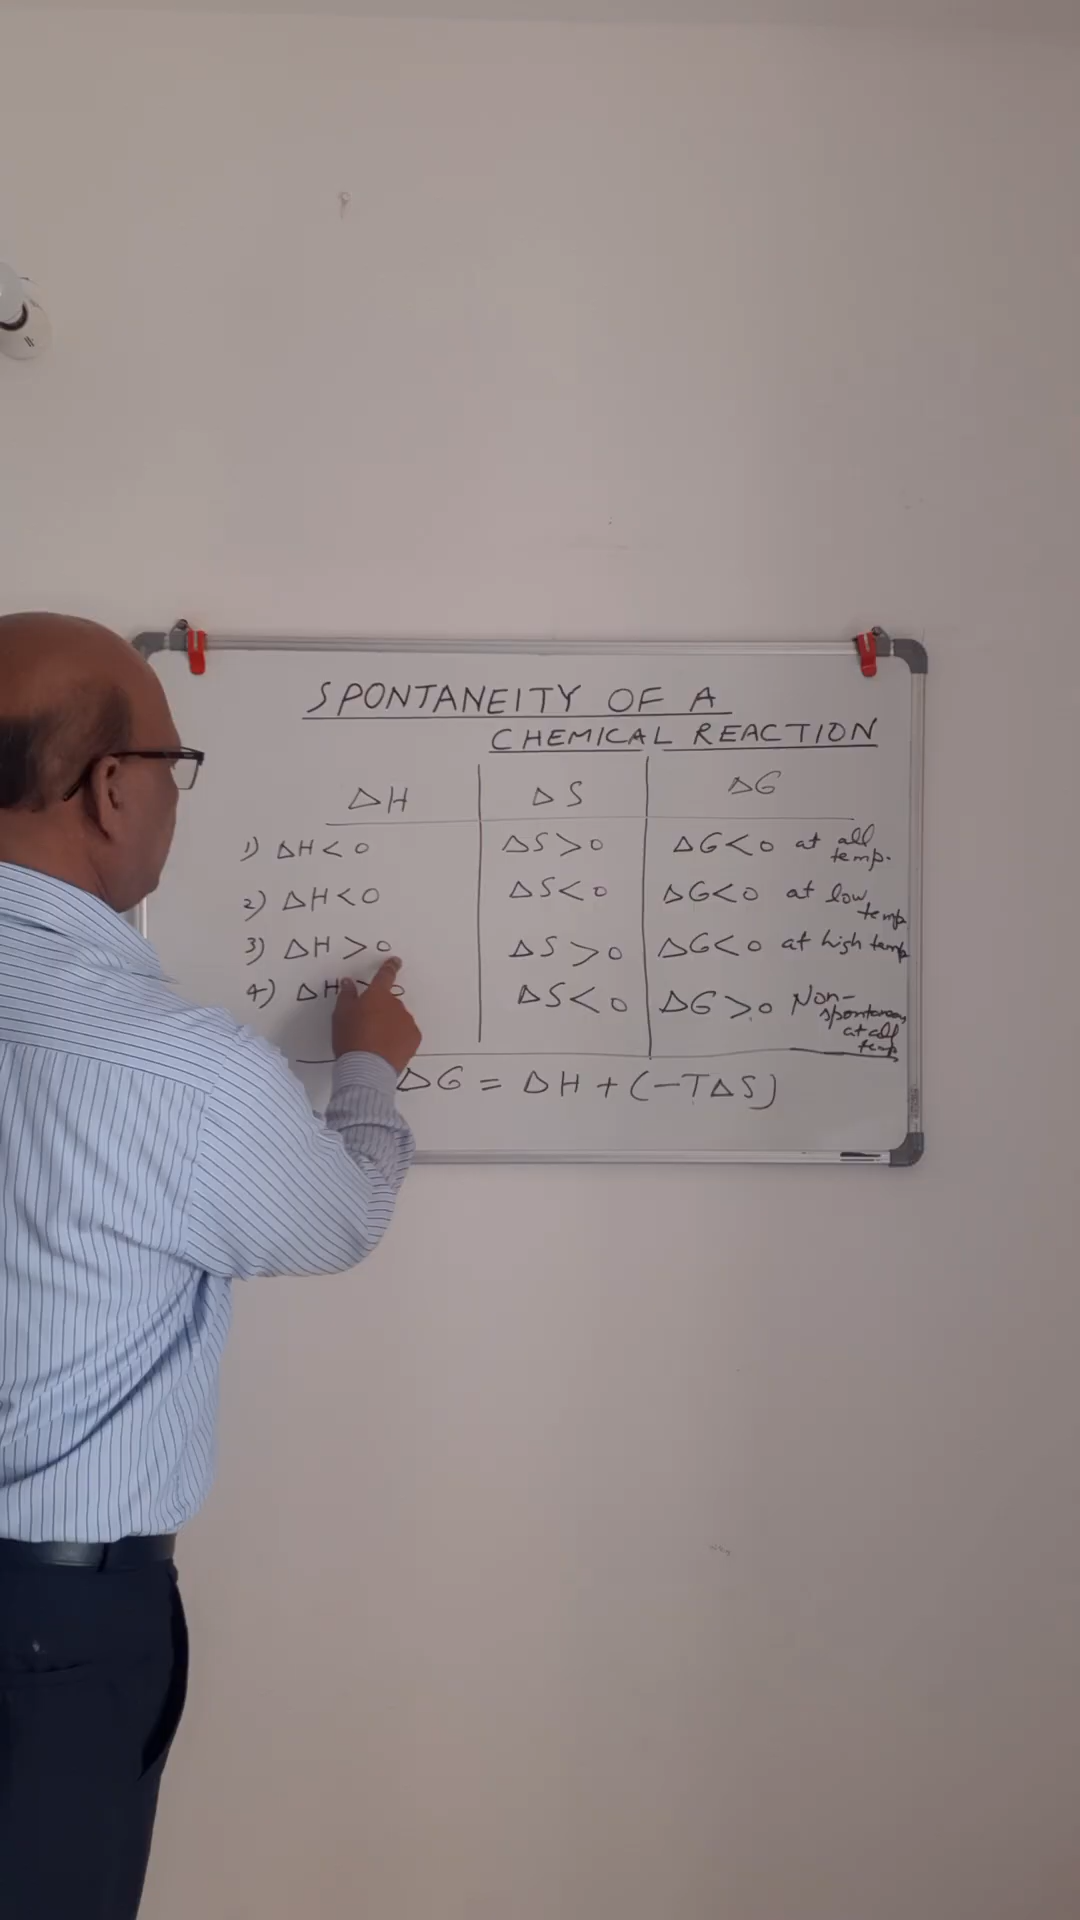 SPONTANEITY OF A
CHEMICAL REACTION
ΔH ΔS ΔG
1) ΔH < 0 ΔS > 0 ΔG < 0 at all temp.
2) ΔH < 0 ΔS < 0 ΔG < 0 at low temp
3) ΔH > 0 ΔS > 0 ΔG < 0 at high temp
4) ΔH > 0 ΔS < 0 ΔG > 0 Non-
spontaneous
at all
temp
ΔG = ΔH + (-TΔS)